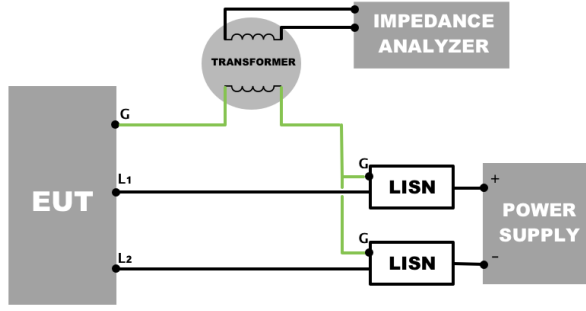 IMPEDANCE
ANALYZER
TRANSFORMER
G
EUT
L1
L2
G
LISN
G
LISN
+
POWER
SUPPLY
−